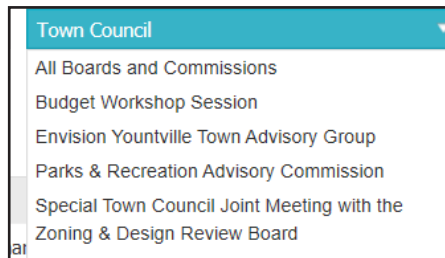 Town Council
All Boards and Commissions
Budget Workshop Session
Envision Yountville Town Advisory Group
Parks & Recreation Advisory Commission
Special Town Council Joint Meeting with the
Zoning & Design Review Board